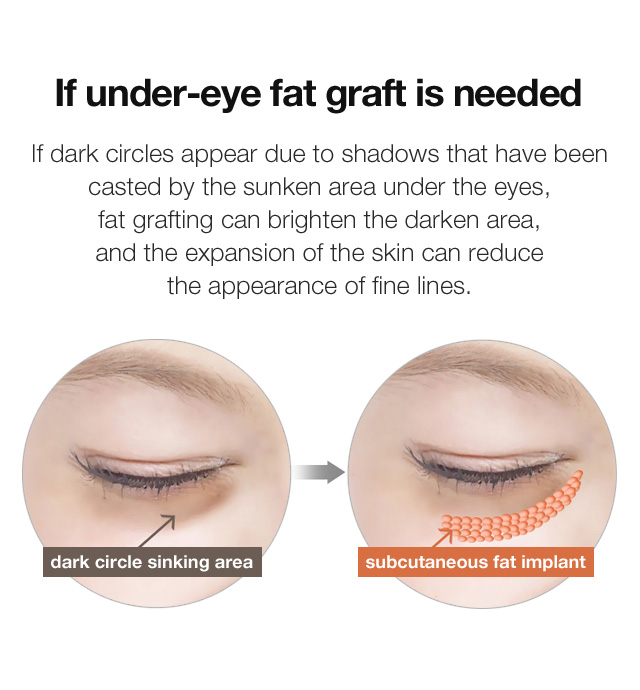 If under-eye fat graft is needed
If dark circles appear due to shadows that have been
casted by the sunken area under the eyes,
fat grafting can brighten the darken area,
and the expansion of the skin can reduce
the appearance of fine lines.
dark circle sinking area
subcutaneous fat implant